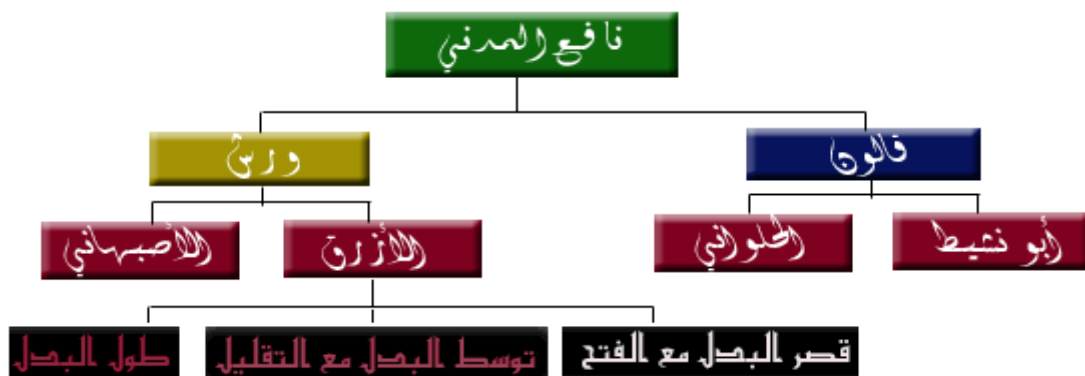 نافع المدني
قالون
ورش
أبو نشيط
الحلواني
الأزرق
الأصبهاني
قصر البدل مع الفتح
توسط البدل مع التقليل
طول البدل